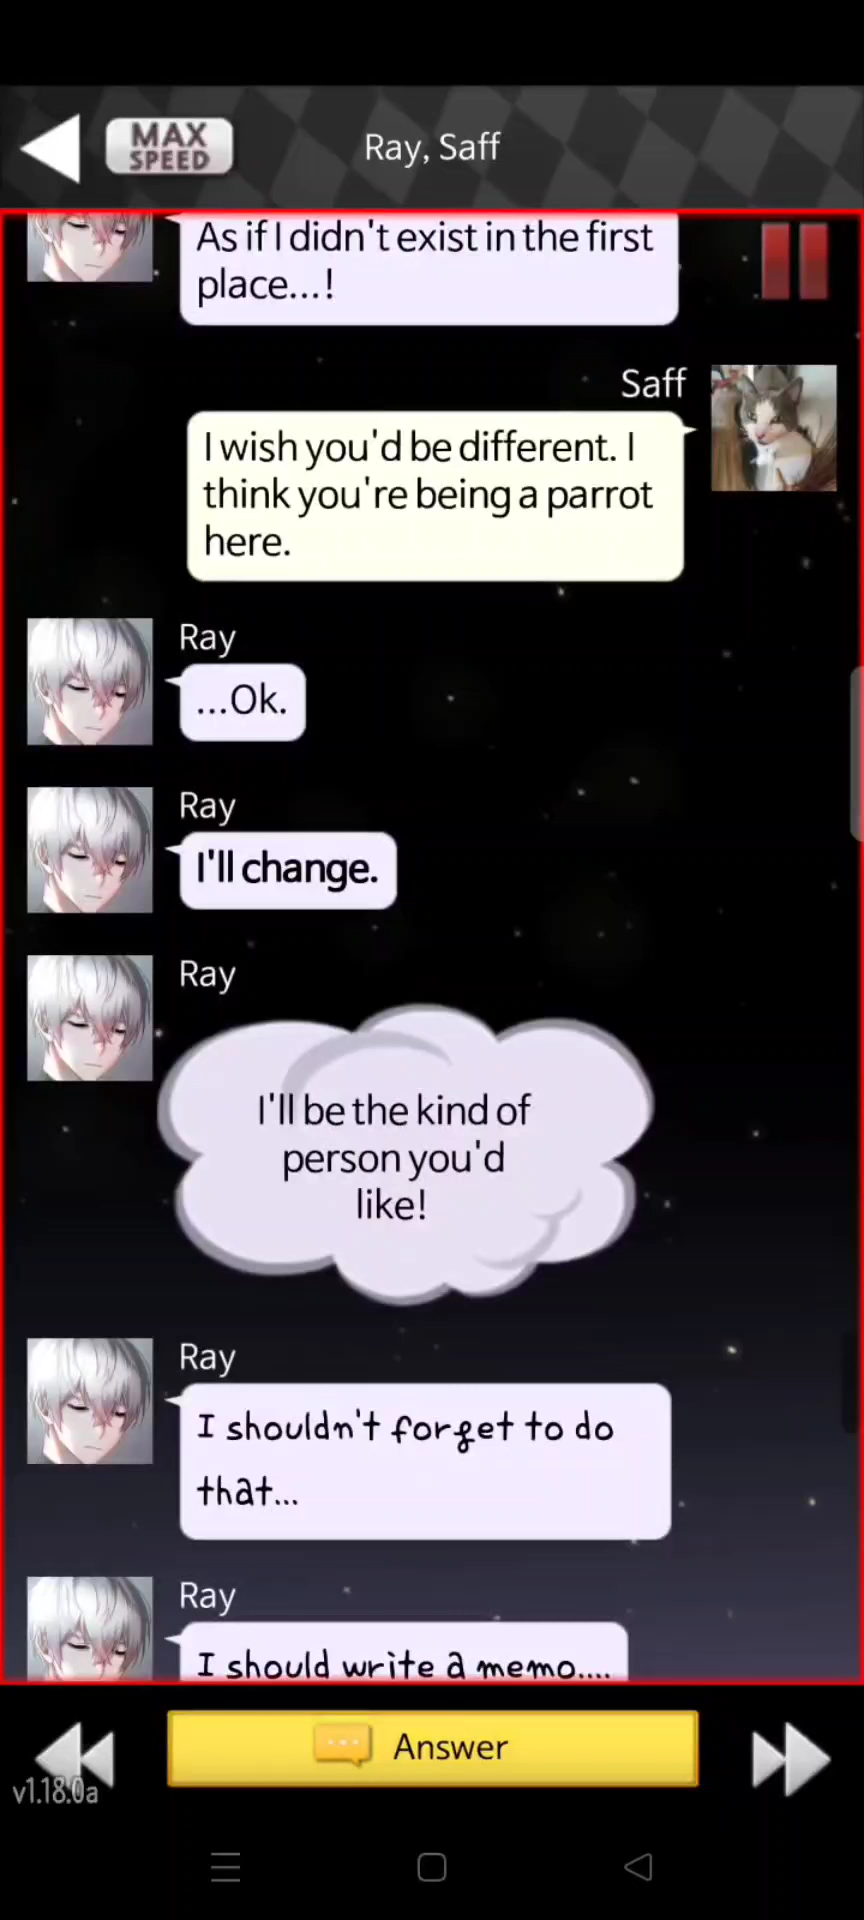 MAX
SPEED
Ray, Saff
As if I didn't exist in the first
place...!
Saff
I wish you'd be different. I
think you're being a parrot
here.
Ray
...Ok.
Ray
I'll change.
Ray
I'll be the kind of
person you'd
like!
Ray
I shouldn't forget to do
that...
Ray
I should write a memo....
Answer
v1.18.0a